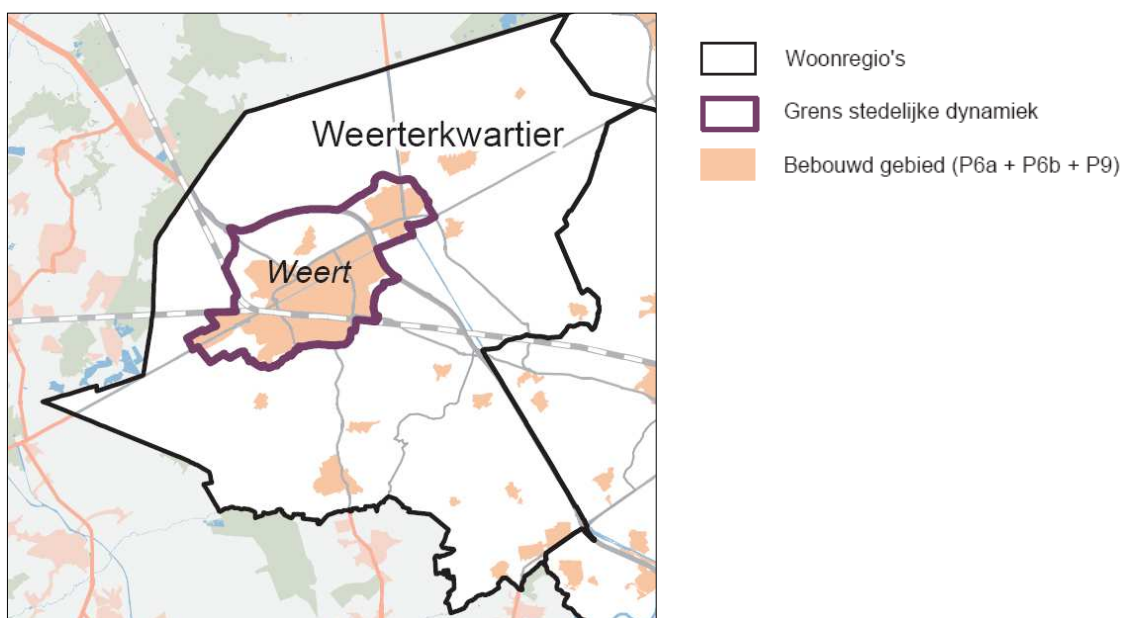 Weerterkwartier
Weert
Woonregio's
Grens stedelijke dynamiek
Bebouwd gebied (P6a + P6b + P9)